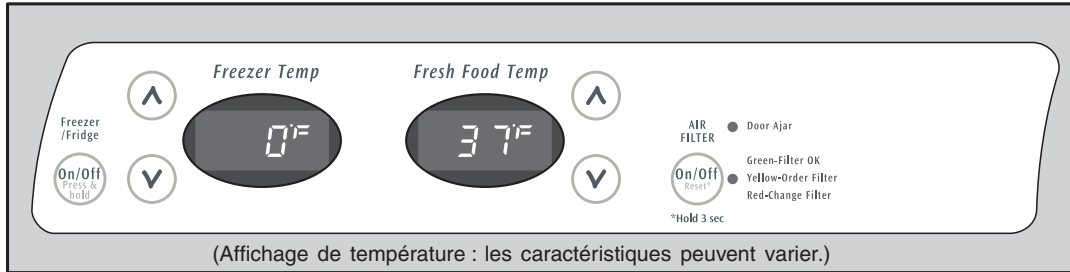 Freezer Temp
Fresh Food Temp
Freezer
/Fridge
On/Off
Press &
hold
0°F
37°F
AIR
FILTER
Door Ajar
On/Off
Reset*
Green-Filter OK
Yellow-Order Filter
Red-Change Filter
*Hold 3 sec
(Affichage de température : les caractéristiques peuvent varier.)